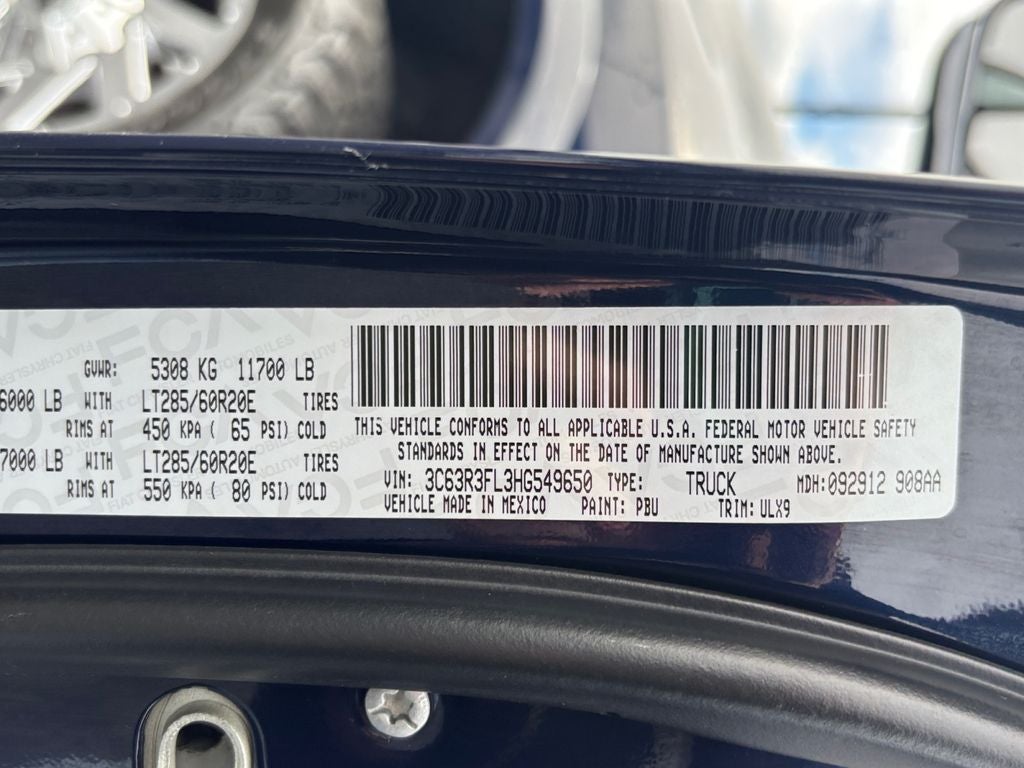 GVWR: 5308 KG 11700 LB
6000 LB WITH LT285/60R20E TIRES
RIMS AT 450 KPA ( 65 PSI) COLD
7000 LB WITH LT285/60R20E TIRES
RIMS AT 550 KPA ( 80 PSI) COLD
THIS VEHICLE CONFORMS TO ALL APPLICABLE U.S.A. FEDERAL MOTOR VEHICLE SAFETY
STANDARDS IN EFFECT ON THE DATE OF MANUFACTURE SHOWN ABOVE.
VIN: 3C63R3FL3HG549650 TYPE: TRUCK MDH:092912 908AA
VEHICLE MADE IN MEXICO PAINT: PBU TRIM: ULX9